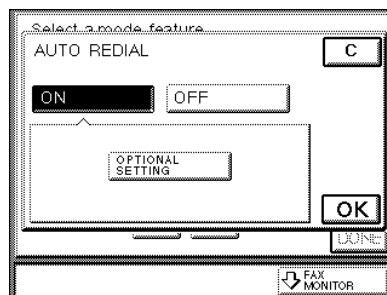 Select a mode feature
AUTO REDIAL
C
ON
OFF
OPTIONAL
SETTING
OK
DONE
FAX
MONITOR